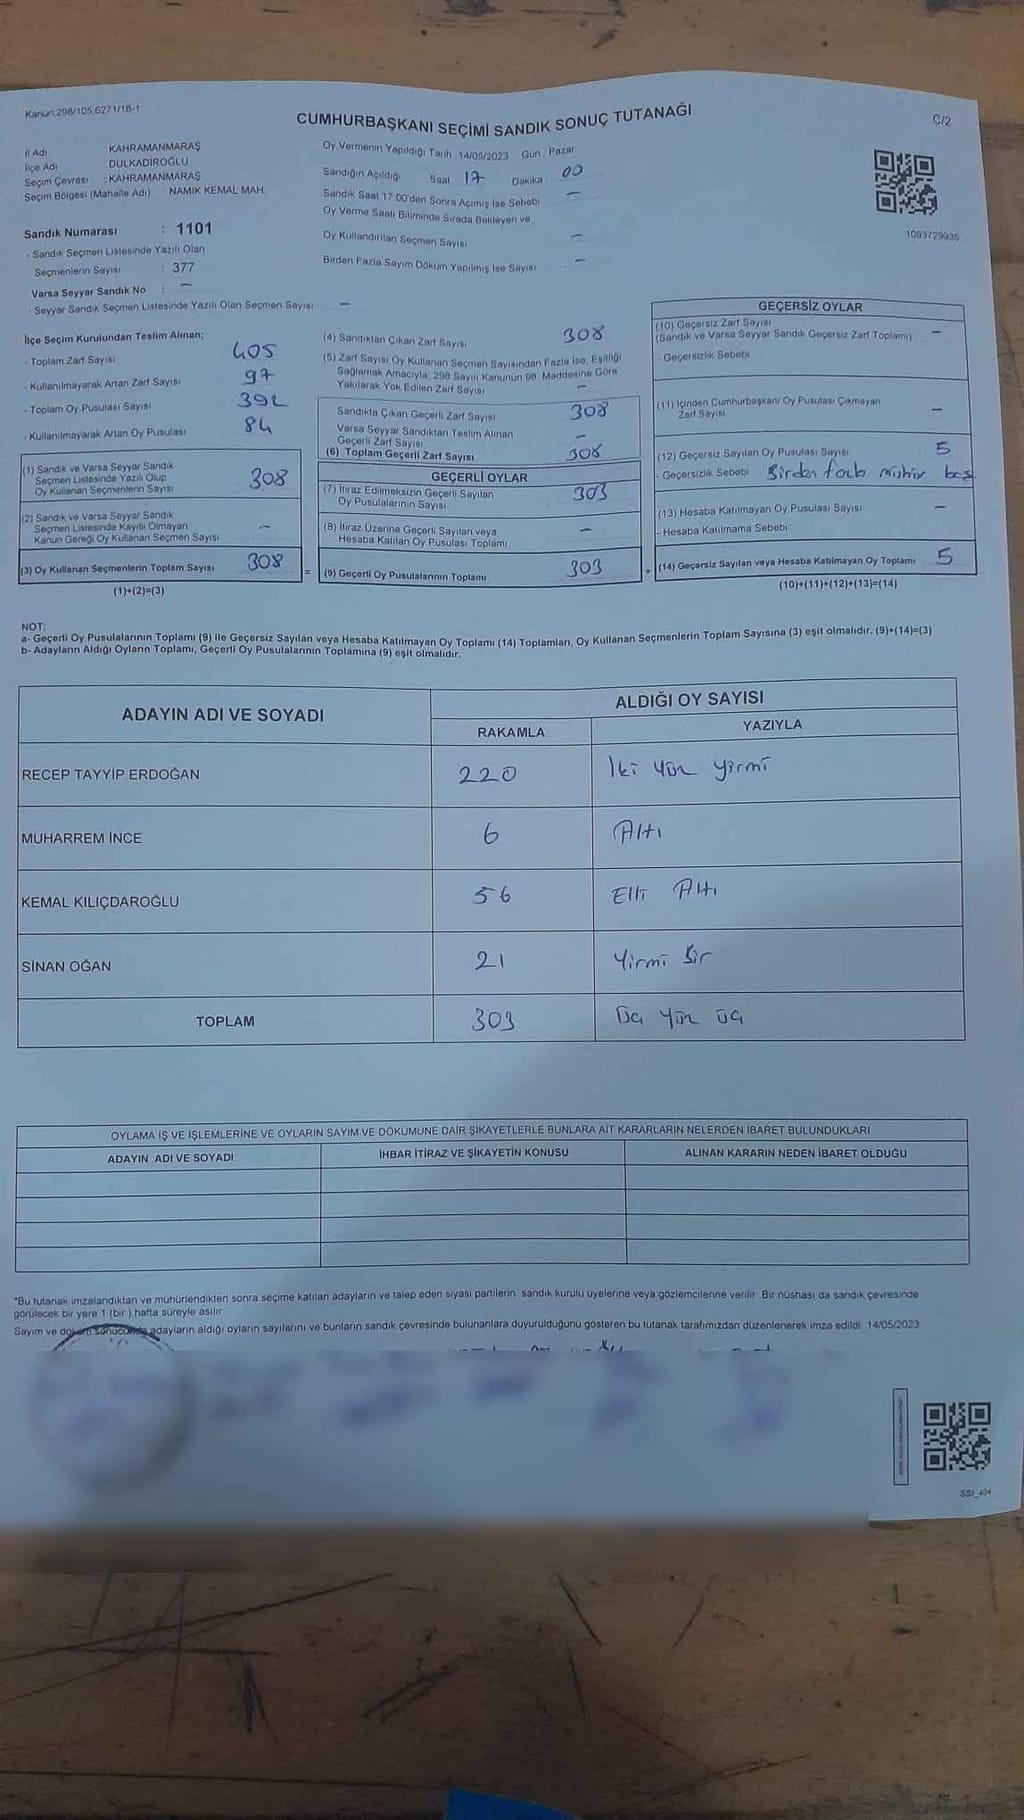 Kanun:298/105,6271/16-1
CUMHURBAŞKANI SEÇİMİ SANDIK SONUÇ TUTANAĞI
C/2
İl Adı KAHRAMANMARAŞ
İlçe Adı DULKADİROĞLU
Seçim Çevresi : KAHRAMANMARAŞ
Seçim Bölgesi (Mahalle Adı) NAMIK KEMAL MAH.
Oy Vermenin Yapıldığı Tarih : 14/05/2023 Gün : Pazar
Sandığın Açıldığı Saat 17 Dakika 00
Sandık Saat 17:00'den Sonra Açılmış İse Sebebi —
Oy Verme Saati Bitiminde Sırada Bekleyen ve
Oy Kullandırılan Seçmen Sayısı —
Birden Fazla Sayım Döküm Yapılmış İse Sayısı —
1093729935
Sandık Numarası : 1101
- Sandık Seçmen Listesinde Yazılı Olan
Seçmenlerin Sayısı : 377
Varsa Seyyar Sandık No : —
- Seyyar Sandık Seçmen Listesinde Yazılı Olan Seçmen Sayısı —
İlçe Seçim Kurulundan Teslim Alınan;
- Toplam Zarf Sayısı 405
- Kullanılmayarak Artan Zarf Sayısı 97
- Toplam Oy Pusulası Sayısı 392
- Kullanılmayarak Artan Oy Pusulası 84
(1) Sandık ve Varsa Seyyar Sandık
Seçmen Listesinde Yazılı Olup
Oy Kullanan Seçmenlerin Sayısı 308
(2) Sandık ve Varsa Seyyar Sandık
Seçmen Listesinde Kayıtlı Olmayan
Kanun Gereği Oy Kullanan Seçmen Sayısı —
(3) Oy Kullanan Seçmenlerin Toplam Sayısı 308
(1)+(2)=(3)
=
(4) Sandıktan Çıkan Zarf Sayısı 308
(5) Zarf Sayısı Oy Kullanan Seçmen Sayısından Fazla İse, Eşitliği
Sağlamak Amacıyla, 298 Sayılı Kanunun 98. Maddesine Göre
Yakılarak Yok Edilen Zarf Sayısı —
Sandıkta Çıkan Geçerli Zarf Sayısı 308
Varsa Seyyar Sandıktan Teslim Alınan
Geçerli Zarf Sayısı —
(6) Toplam Geçerli Zarf Sayısı 308
GEÇERLİ OYLAR
(7) İtiraz Edilmeksizin Geçerli Sayılan
Oy Pusulalarının Sayısı 303
(8) İtiraz Üzerine Geçerli Sayılan veya
Hesaba Katılan Oy Pusulası Toplamı —
(9) Geçerli Oy Pusulalarının Toplamı 303
+
GEÇERSİZ OYLAR
(10) Geçersiz Zarf Sayısı
(Sandık ve Varsa Seyyar Sandık Geçersiz Zarf Toplamı) —
- Geçersizlik Sebebi
(11) İçinden Cumhurbaşkanı Oy Pusulası Çıkmayan
Zarf Sayısı —
(12) Geçersiz Sayılan Oy Pusulası Sayısı 5
- Geçersizlik Sebebi Birden fazla mühür boş
(13) Hesaba Katılmayan Oy Pusulası Sayısı —
- Hesaba Katılmama Sebebi
(14) Geçersiz Sayılan veya Hesaba Katılmayan Oy Toplamı 5
(10)+(11)+(12)+(13)=(14)
NOT:
a- Geçerli Oy Pusulalarının Toplamı (9) ile Geçersiz Sayılan veya Hesaba Katılmayan Oy Toplamı (14) Toplamları, Oy Kullanan Seçmenlerin Toplam Sayısına (3) eşit olmalıdır. (9)+(14)=(3)
b- Adayların Aldığı Oyların Toplamı, Geçerli Oy Pusulalarının Toplamına (9) eşit olmalıdır.
ADAYIN ADI VE SOYADI
ALDIĞI OY SAYISI
RAKAMLA YAZIYLA
RECEP TAYYİP ERDOĞAN 220 İki Yüz Yirmi
MUHARREM İNCE 6 Altı
KEMAL KILIÇDAROĞLU 56 Elli Altı
SİNAN OĞAN 21 Yirmi Bir
TOPLAM 303 Üç Yüz Üç
OYLAMA İŞ VE İŞLEMLERİNE VE OYLARIN SAYIM VE DÖKÜMÜNE DAİR ŞİKAYETLERLE BUNLARA AİT KARARLARIN NELERDEN İBARET BULUNDUKLARI
ADAYIN ADI VE SOYADI İHBAR İTİRAZ VE ŞİKAYETİN KONUSU ALINAN KARARIN NEDEN İBARET OLDUĞU
*Bu tutanak imzalandıktan ve mühürlendikten sonra seçime katılan adayların ve talep eden siyasi partilerin sandık kurulu üyelerine veya gözlemcilerine verilir. Bir nüshası da sandık çevresinde
görülecek bir yere 1 (bir) hafta süreyle asılır.
Sayım ve döküm sonucunda adayların aldığı oyların sayılarını ve bunların sandık çevresinde bulunanlara duyurulduğunu gösteren bu tutanak tarafımızdan düzenlenerek imza edildi. 14/05/2023
SSI_404